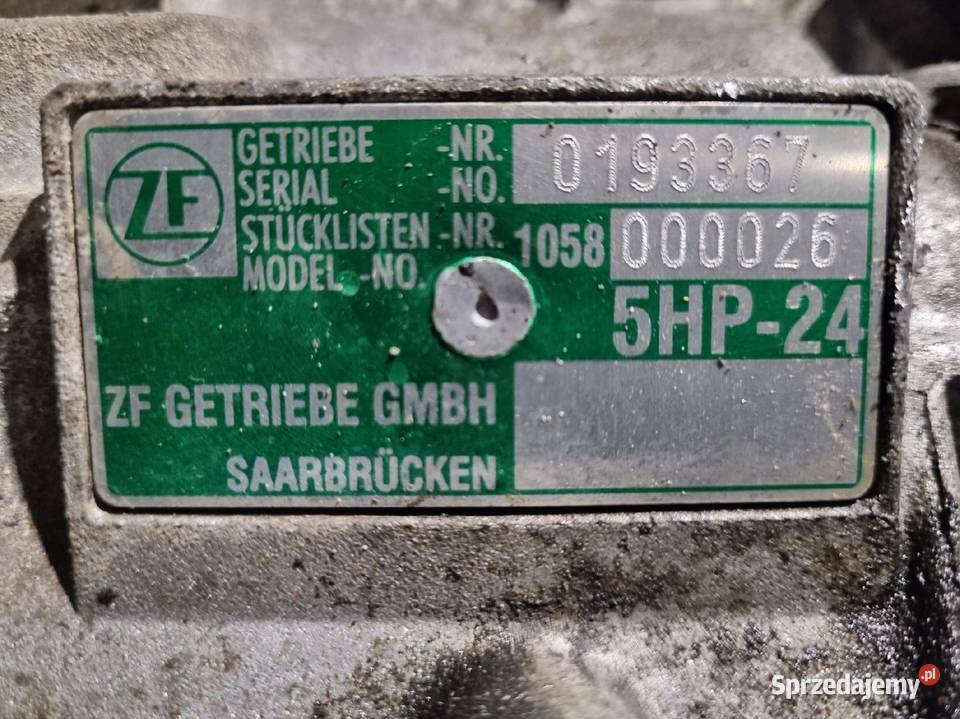 ZF
GETRIEBE -NR. 0193367
SERIAL -NO.
STÜCKLISTEN -NR. 1058 000026
MODEL -NO.
5HP-24
ZF GETRIEBE GMBH
SAARBRÜCKEN
Sprzedajemy.pl